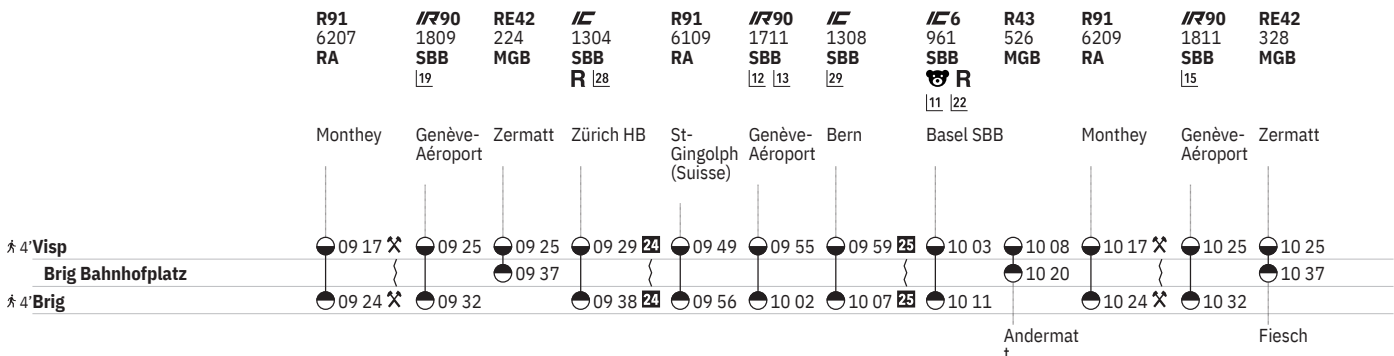 R91 IR90 RE42 IC R91 IR90 IC IC6 R43 R91 IR90 RE42
6207 1809 224 1304 6109 1711 1308 961 526 6209 1811 328
RA SBB MGB SBB RA SBB SBB SBB MGB RA SBB MGB
19 R 28 12 13 29 R 15
11 22
Monthey Genève- Zermatt Zürich HB St- Genève- Bern Basel SBB Monthey Genève- Zermatt
Aéroport Gingolph Aéroport Aéroport
(Suisse)
4' Visp 09 17 09 25 09 25 09 29 24 09 49 09 55 09 59 25 10 03 10 08 10 17 10 25 10 25
Brig Bahnhofplatz 09 37 10 20 10 37
4' Brig 09 24 09 32 09 38 24 09 56 10 02 10 07 25 10 11 10 24 10 32
Andermat Fiesch
t